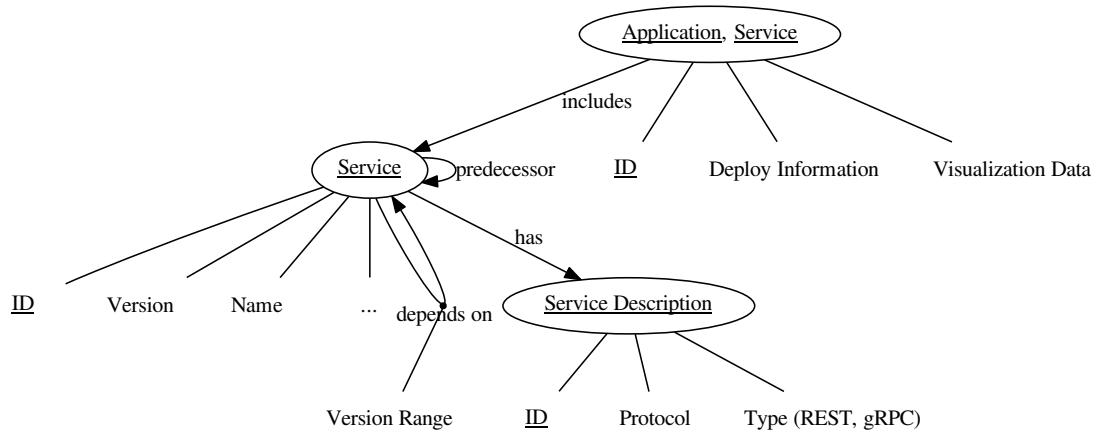 Application, Service
includes
Service
predecessor
ID
Deploy Information
Visualization Data
has
ID
Version
Name
...
depends on
Service Description
Version Range
ID
Protocol
Type (REST, gRPC)